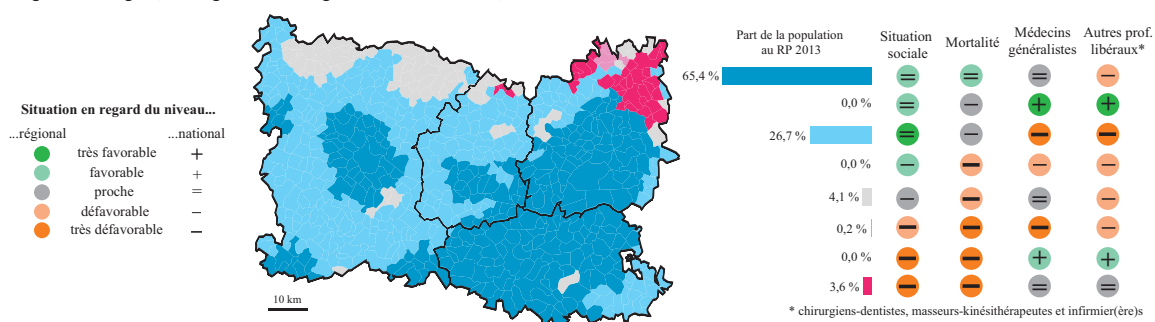 Situation en regard du niveau...
...régional ...national
très favorable +
favorable +
proche =
défavorable –
très défavorable –
10 km
Part de la population
au RP 2013
Situation
sociale
Mortalité
Médecins
généralistes
Autres prof.
libéraux*
65,4 % = = = –
0,0 % = – + +
26,7 % = – – –
0,0 % – – – –
4,1 % – – = –
0,2 % – – – –
0,0 % – – + +
3,6 % – – = =
* chirurgiens-dentistes, masseurs-kinésithérapeutes et infirmier(ère)s